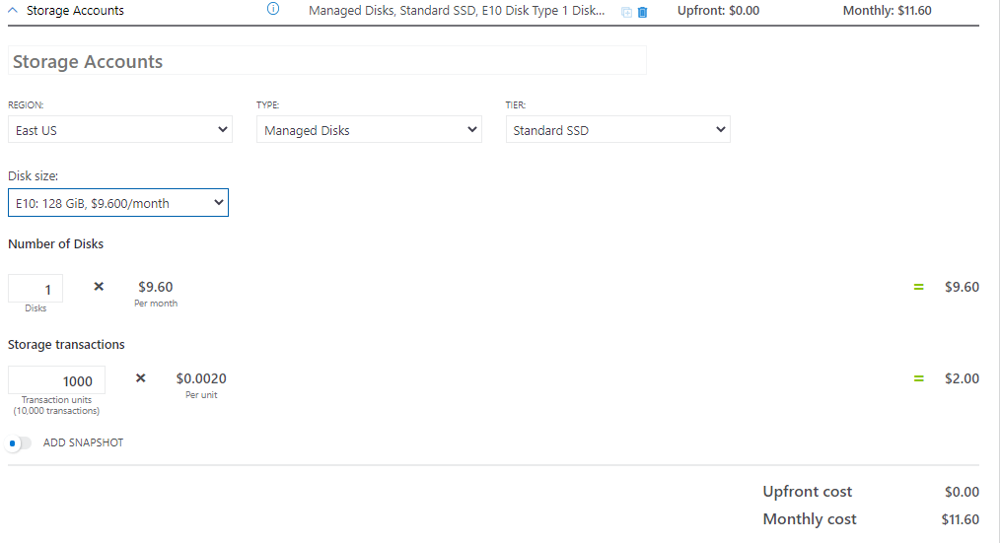 Storage Accounts Managed Disks, Standard SSD, E10 Disk Type 1 Disk... Upfront: $0.00 Monthly: $11.60
Storage Accounts
REGION: TYPE: TIER:
East US Managed Disks Standard SSD
Disk size:
E10: 128 GiB, $9.600/month
Number of Disks
1 × $9.60 = $9.60
Disks Per month
Storage transactions
1000 × $0.0020 = $2.00
Transaction units Per unit
(10,000 transactions)
ADD SNAPSHOT
Upfront cost $0.00
Monthly cost $11.60